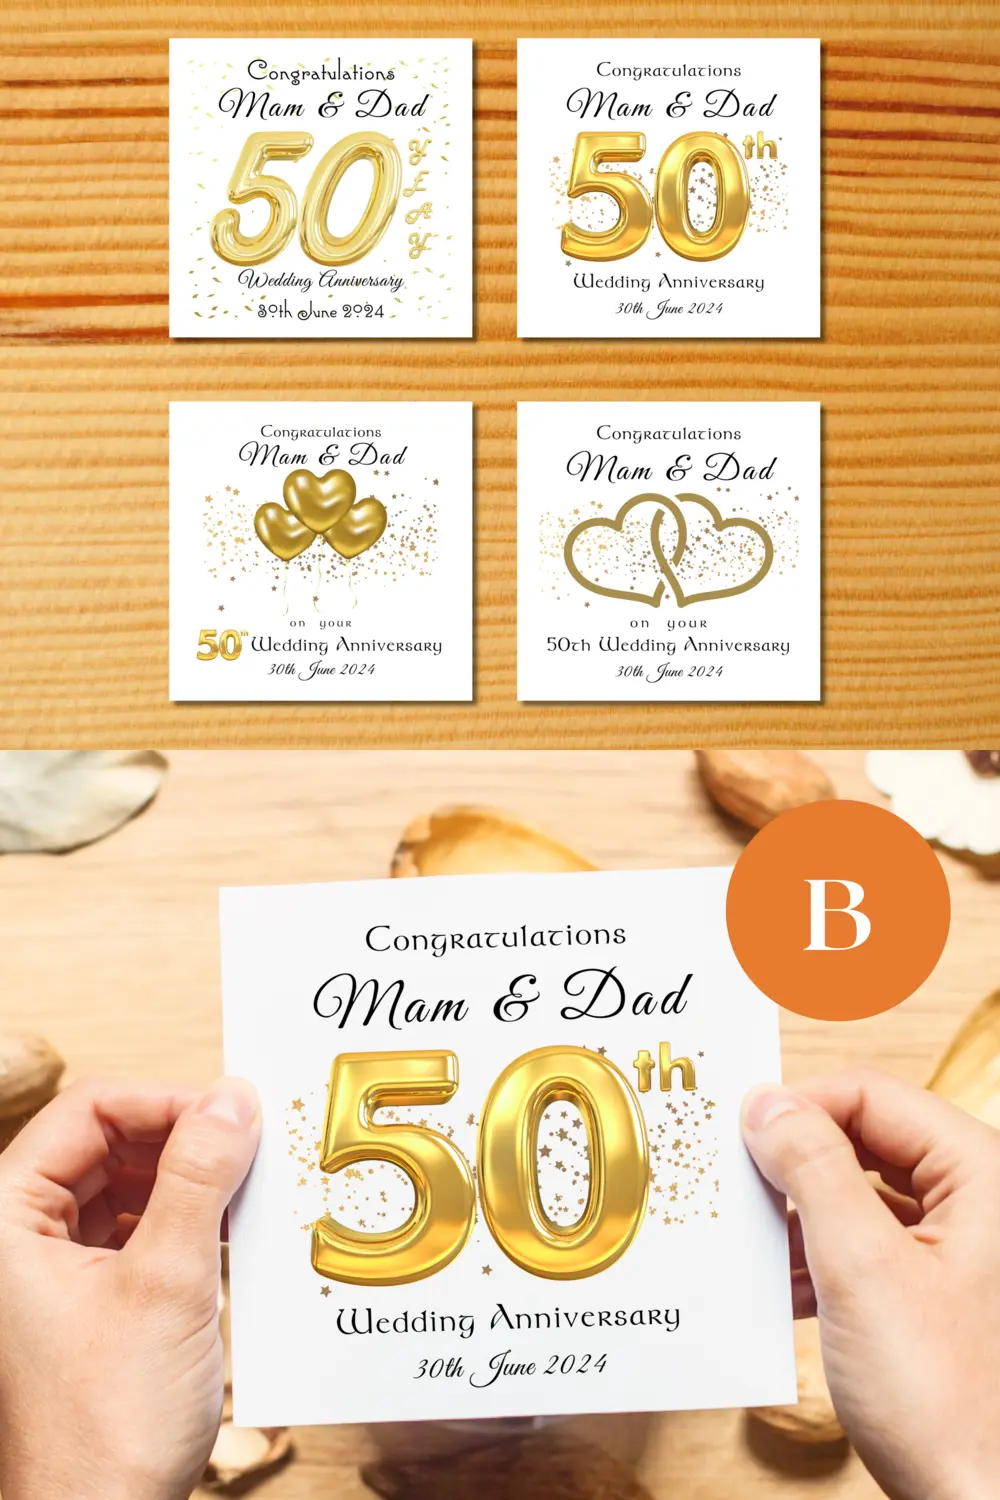 Congratulations
Mam & Dad
50
YEAY
Wedding Anniversary
30th June 2024
Congratulations
Mam & Dad
50th
Wedding Anniversary
30th June 2024
Congratulations
Mam & Dad
on your
50th Wedding Anniversary
30th June 2024
Congratulations
Mam & Dad
on your
50th Wedding Anniversary
30th June 2024
B
Congratulations
Mam & Dad
50th
Wedding Anniversary
30th June 2024